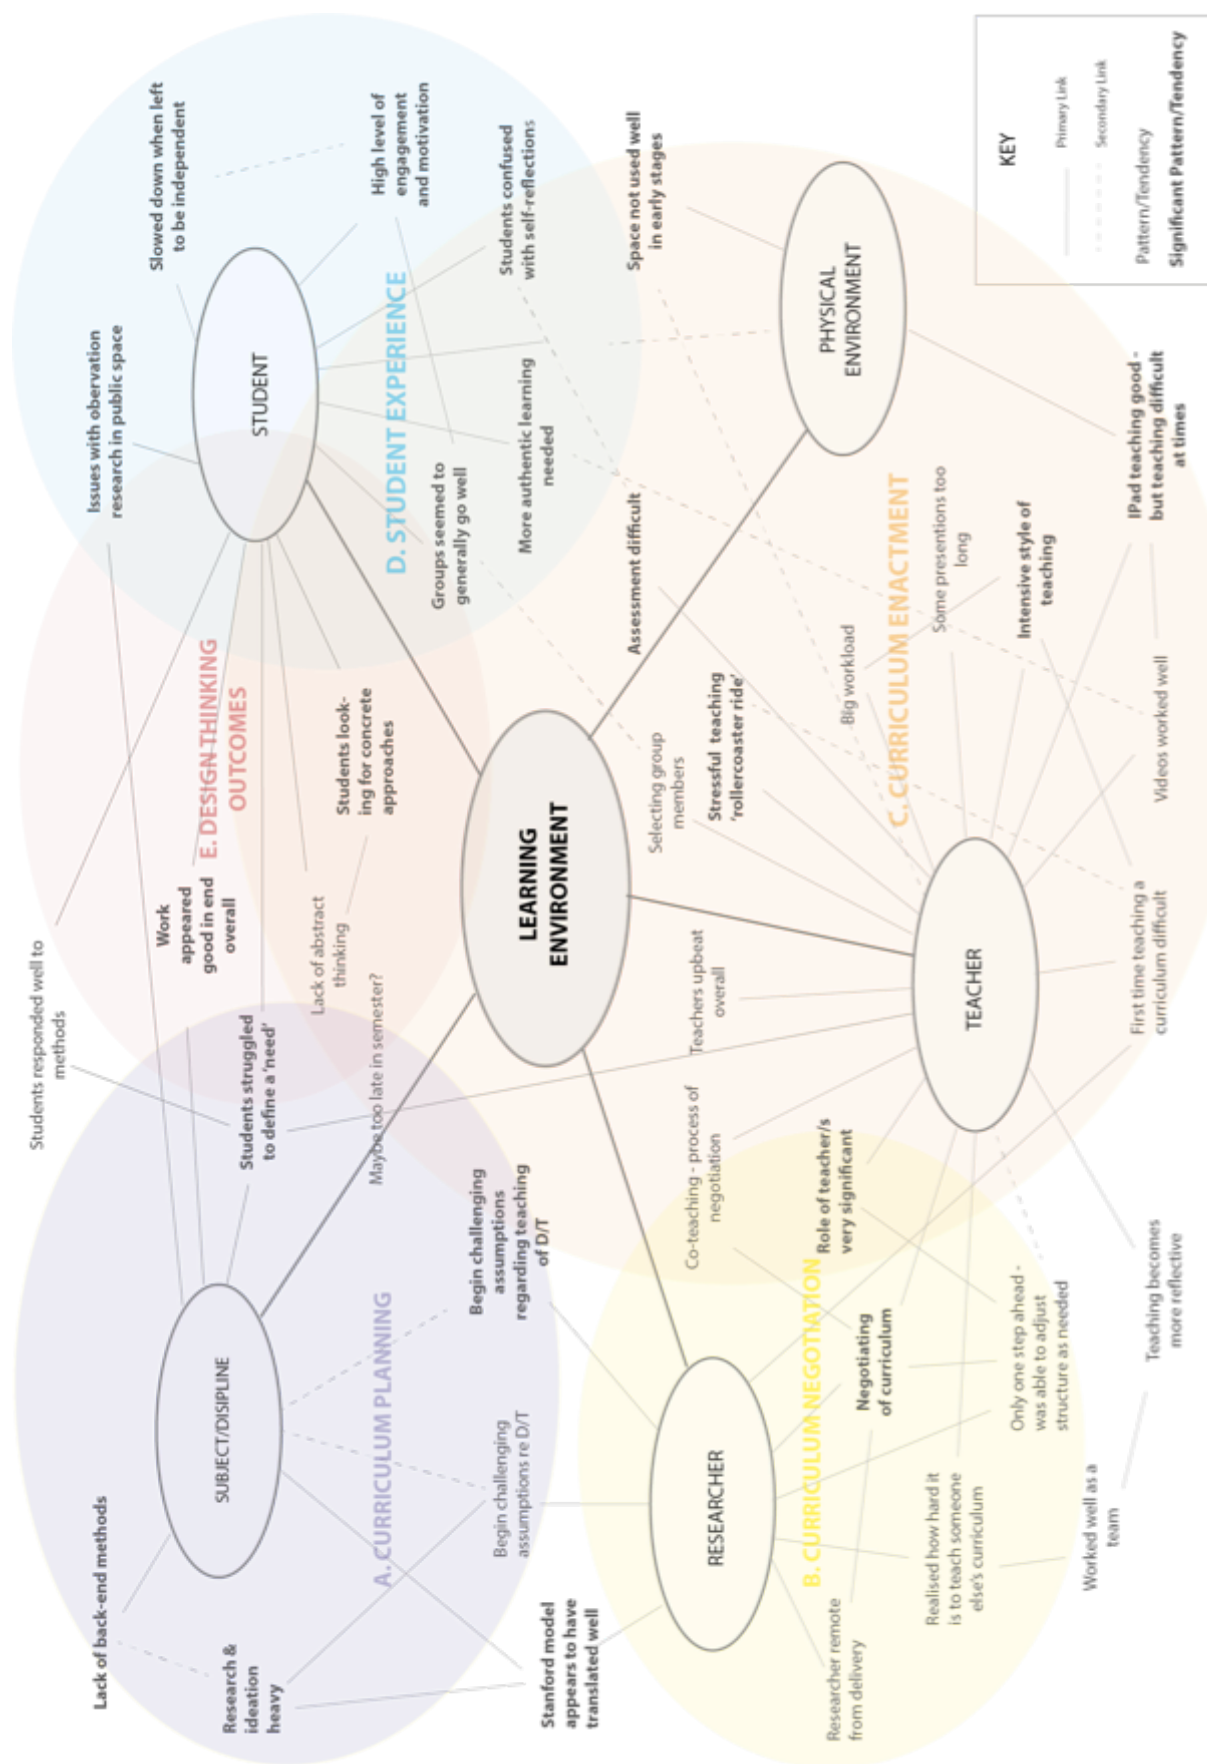 Lack of back-end methods
Research &
ideation
heavy
Stanford model
appears to have
translated well
SUBJECT/DISIPLINE
A. CURRICULUM PLANNING
Begin challenging
assumptions re D/T
Begin challenging
assumptions
regarding teaching
of D/T
Students responded well to
methods
Work
appeared
good in end
overall
Students struggled
to define a 'need'
Lack of abstract
thinking
Maybe too late in semester?
E. DESIGN THINKING
OUTCOMES
Students look-
ing for concrete
approaches
Issues with obervation
research in public space
Slowed down when left
to be independent
STUDENT
High level of
engagement
and motivation
D. STUDENT EXPERIENCE
Students confused
with self-reflections
Groups seemed to
generally go well
More authentic learning
needed
LEARNING
ENVIRONMENT
Space not used well
in early stages
PHYSICAL
ENVIRONMENT
Assessment difficult
Selecting group
members
Stressful teaching
'rollercoaster ride'
Big workload
C. CURRICULUM ENACTMENT
Some presentations too
long
Intensive style of
teaching
IPad teaching good -
but teaching difficult
at times
Videos worked well
First time teaching a
curriculum difficult
TEACHER
Teachers upbeat
overall
Co-teaching - process of
negotiation
Role of teacher/s
very significant
RESEARCHER
B. CURRICULUM NEGOTIATION
Negotiating
of curriculum
Researcher remote
from delivery
Realised how hard it
is to teach someone
else's curriculum
Only one step ahead -
was able to adjust
structure as needed
Worked well as a
team
Teaching becomes
more reflective
KEY
Primary Link
Secondary Link
Pattern/Tendency
Significant Pattern/Tendency